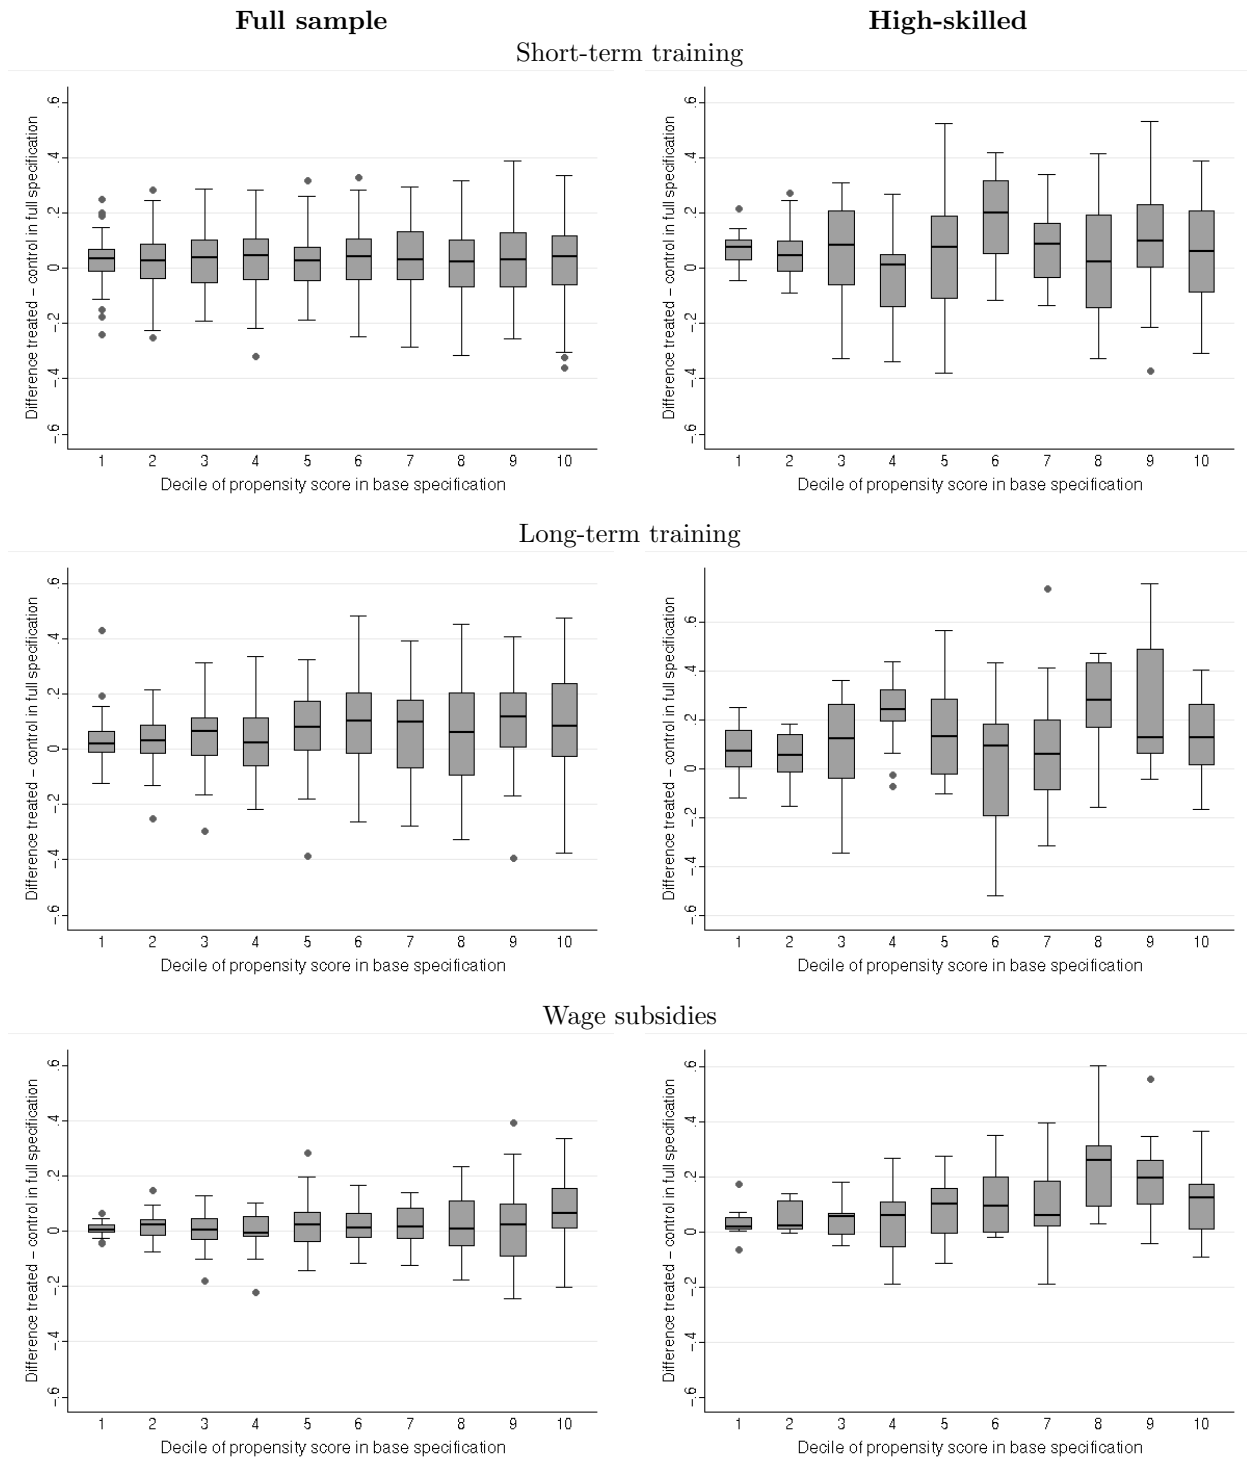 Full sample
High-skilled
Short-term training
Difference treated – control in full specification
.6
.4
.2
0
-.2
-.4
-.6
1 2 3 4 5 6 7 8 9 10
Decile of propensity score in base specification
Difference treated – control in full specification
.6
.4
.2
0
-.2
-.4
-.6
1 2 3 4 5 6 7 8 9 10
Decile of propensity score in base specification
Long-term training
Difference treated – control in full specification
.6
.4
.2
0
-.2
-.4
-.6
1 2 3 4 5 6 7 8 9 10
Decile of propensity score in base specification
Difference treated – control in full specification
.6
.4
.2
0
-.2
-.4
-.6
1 2 3 4 5 6 7 8 9 10
Decile of propensity score in base specification
Wage subsidies
Difference treated – control in full specification
.6
.4
.2
0
-.2
-.4
-.6
1 2 3 4 5 6 7 8 9 10
Decile of propensity score in base specification
Difference treated – control in full specification
.6
.4
.2
0
-.2
-.4
-.6
1 2 3 4 5 6 7 8 9 10
Decile of propensity score in base specification